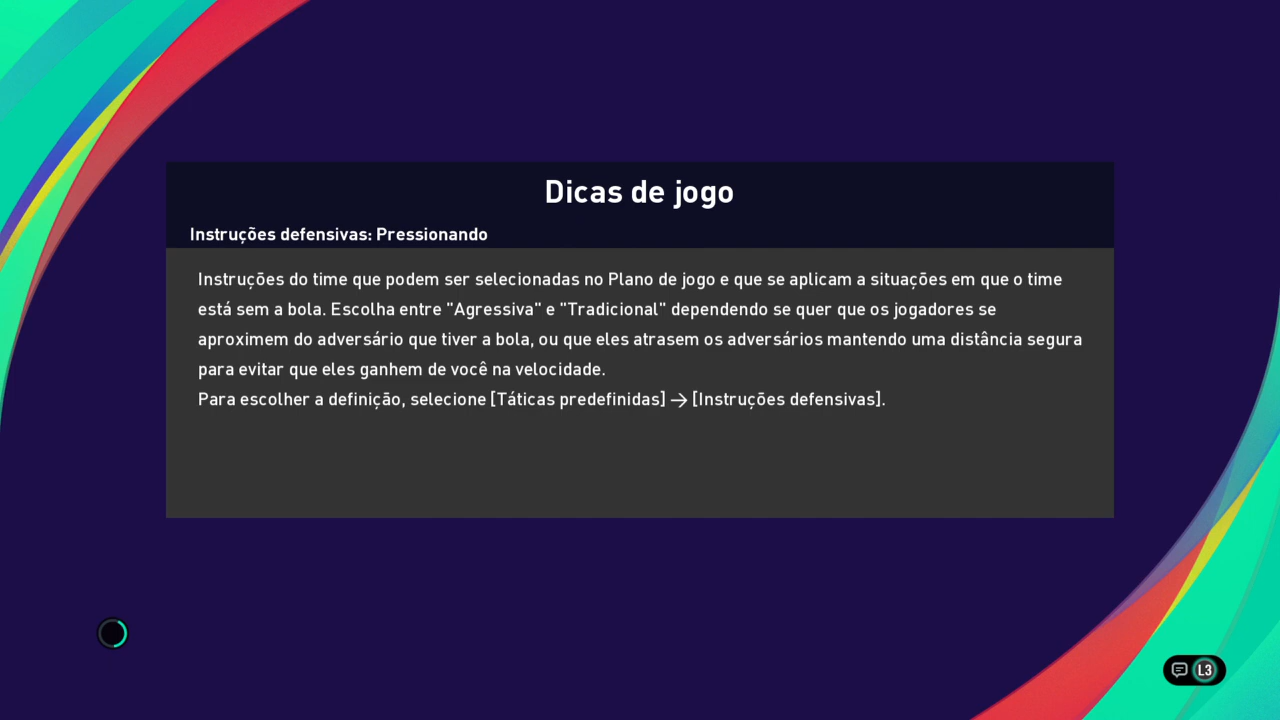 Dicas de jogo
Instruções defensivas: Pressionando
Instruções do time que podem ser selecionadas no Plano de jogo e que se aplicam a situações em que o time
está sem a bola. Escolha entre "Agressiva" e "Tradicional" dependendo se quer que os jogadores se
aproximem do adversário que tiver a bola, ou que eles atrasem os adversários mantendo uma distância segura
para evitar que eles ganhem de você na velocidade.
Para escolher a definição, selecione [Táticas predefinidas] → [Instruções defensivas].
L3